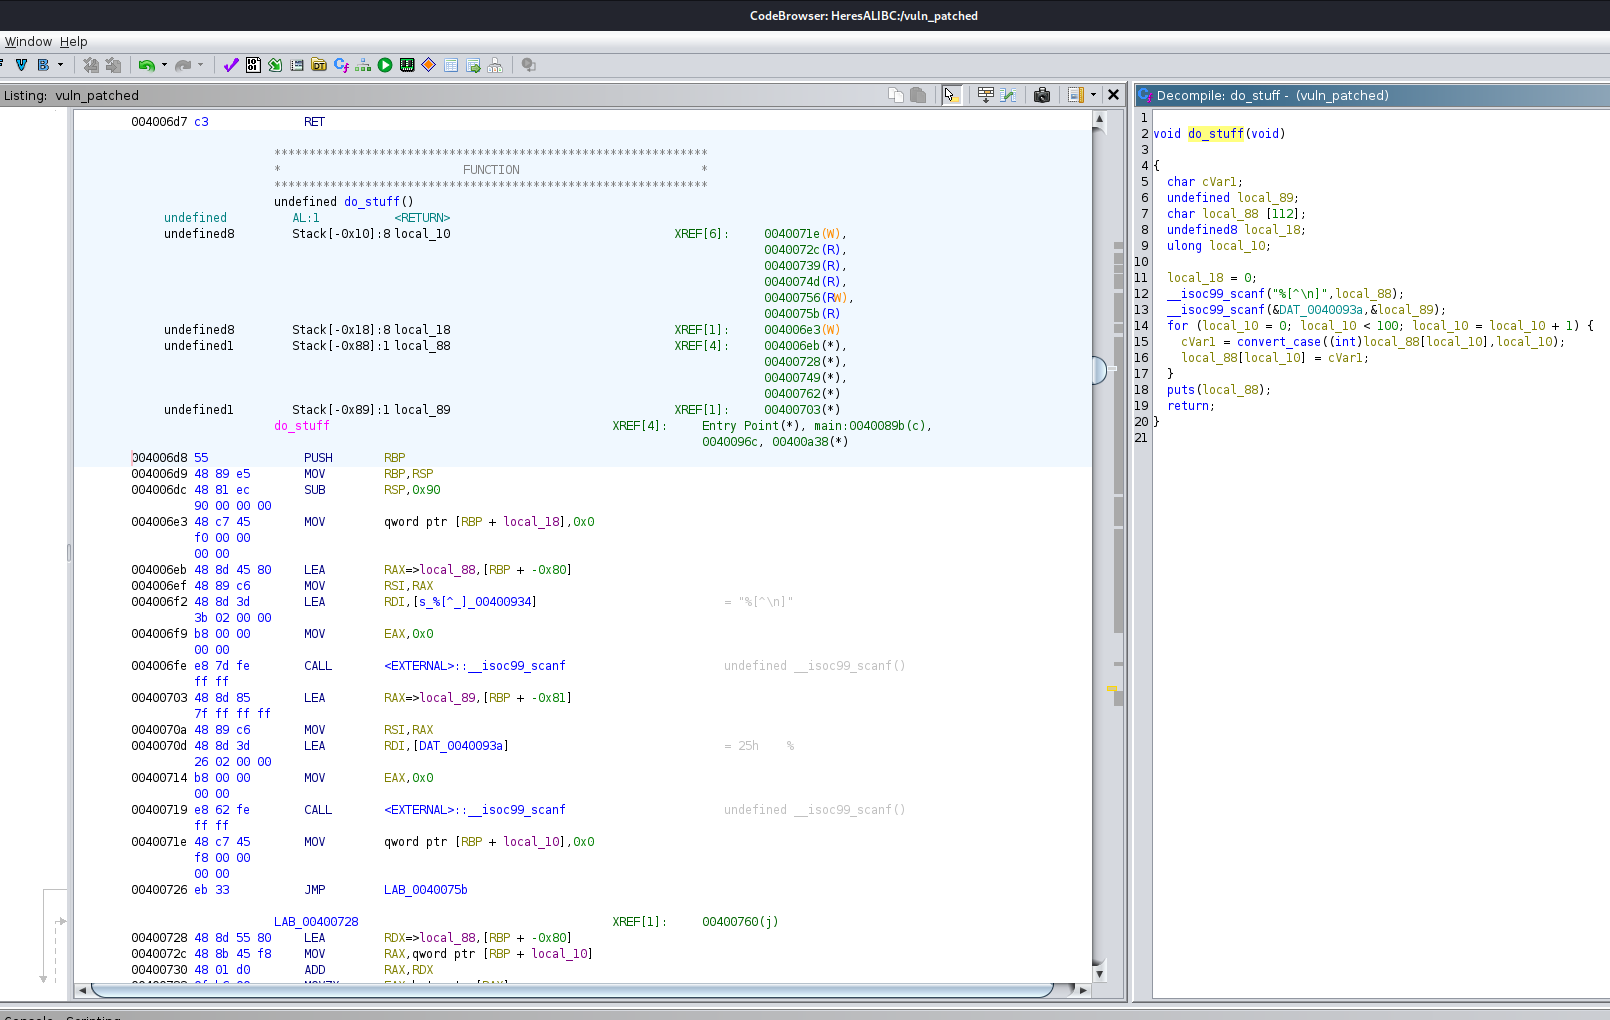 CodeBrowser: HeresALIBC:/vuln_patched
Window Help
Listing: vuln_patched
004006d7 c3 RET
**************************************************************
* FUNCTION *
**************************************************************
undefined do_stuff()
undefined AL:1 <RETURN>
undefined8 Stack[-0x10]:8 local_10 XREF[6]: 0040071e(W),
0040072c(R),
00400739(R),
0040074d(R),
00400756(RW),
0040075b(R)
undefined8 Stack[-0x18]:8 local_18 XREF[1]: 004006e3(W)
undefined1 Stack[-0x88]:1 local_88 XREF[4]: 004006eb(*),
00400728(*),
00400749(*),
00400762(*)
undefined1 Stack[-0x89]:1 local_89 XREF[1]: 00400703(*)
do_stuff XREF[4]: Entry Point(*), main:0040089b(c),
0040096c, 00400a38(*)
004006d8 55 PUSH RBP
004006d9 48 89 e5 MOV RBP,RSP
004006dc 48 81 ec SUB RSP,0x90
90 00 00 00
004006e3 48 c7 45 MOV qword ptr [RBP + local_18],0x0
f0 00 00
00 00
004006eb 48 8d 45 80 LEA RAX=>local_88,[RBP + -0x80]
004006ef 48 89 c6 MOV RSI,RAX
004006f2 48 8d 3d LEA RDI,[s_%[^_]_00400934] = "%[^\n]"
3b 02 00 00
004006f9 b8 00 00 MOV EAX,0x0
00 00
004006fe e8 7d fe CALL <EXTERNAL>::__isoc99_scanf undefined __isoc99_scanf()
ff ff
00400703 48 8d 85 LEA RAX=>local_89,[RBP + -0x81]
7f ff ff ff
0040070a 48 89 c6 MOV RSI,RAX
0040070d 48 8d 3d LEA RDI,[DAT_0040093a] = 25h %
26 02 00 00
00400714 b8 00 00 MOV EAX,0x0
00 00
00400719 e8 62 fe CALL <EXTERNAL>::__isoc99_scanf undefined __isoc99_scanf()
ff ff
0040071e 48 c7 45 MOV qword ptr [RBP + local_10],0x0
f8 00 00
00 00
00400726 eb 33 JMP LAB_0040075b
LAB_00400728 XREF[1]: 00400760(j)
00400728 48 8d 55 80 LEA RDX=>local_88,[RBP + -0x80]
0040072c 48 8b 45 f8 MOV RAX,qword ptr [RBP + local_10]
00400730 48 01 d0 ADD RAX,RDX
Decompile: do_stuff - (vuln_patched)
1
2 void do_stuff(void)
3
4 {
5 char cVar1;
6 undefined local_89;
7 char local_88 [112];
8 undefined8 local_18;
9 ulong local_10;
10
11 local_18 = 0;
12 __isoc99_scanf("%[^\n]",local_88);
13 __isoc99_scanf(&DAT_0040093a,&local_89);
14 for (local_10 = 0; local_10 < 100; local_10 = local_10 + 1) {
15 cVar1 = convert_case((int)local_88[local_10],local_10);
16 local_88[local_10] = cVar1;
17 }
18 puts(local_88);
19 return;
20 }
21